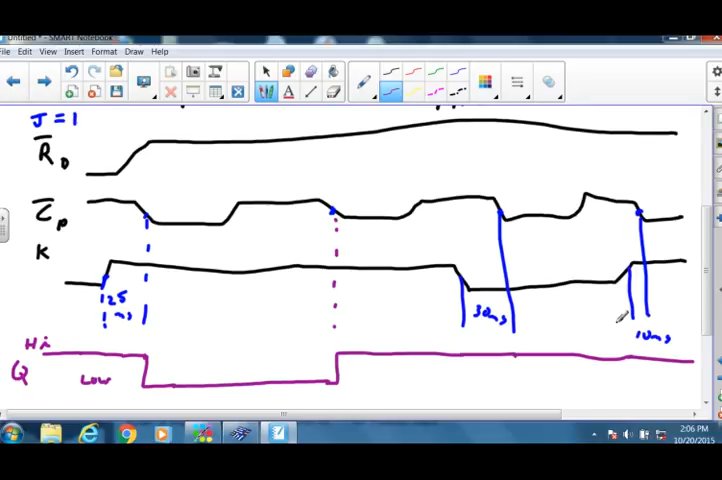 Untitled * - SMART Notebook
File Edit View Insert Format Draw Help
J = 1
R̅D
C̅p
K
125
ns
30ns
10ns
Hi
Q
Low
2:06 PM
10/20/2015